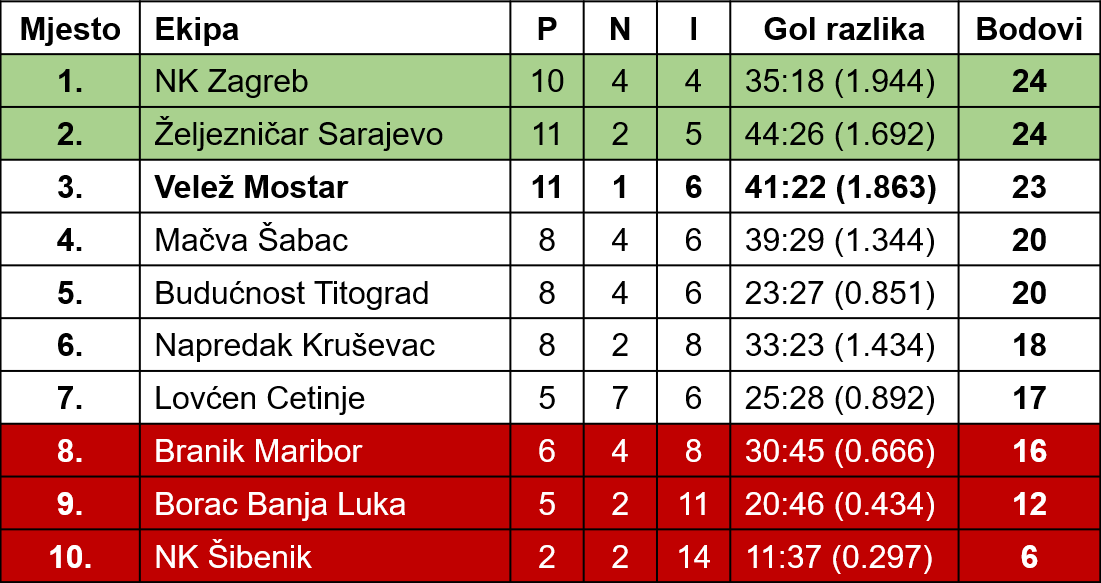 Mjesto Ekipa P N I Gol razlika Bodovi
1. NK Zagreb 10 4 4 35:18 (1.944) 24
2. Željezničar Sarajevo 11 2 5 44:26 (1.692) 24
3. Velež Mostar 11 1 6 41:22 (1.863) 23
4. Mačva Šabac 8 4 6 39:29 (1.344) 20
5. Budućnost Titograd 8 4 6 23:27 (0.851) 20
6. Napredak Kruševac 8 2 8 33:23 (1.434) 18
7. Lovćen Cetinje 5 7 6 25:28 (0.892) 17
8. Branik Maribor 6 4 8 30:45 (0.666) 16
9. Borac Banja Luka 5 2 11 20:46 (0.434) 12
10. NK Šibenik 2 2 14 11:37 (0.297) 6